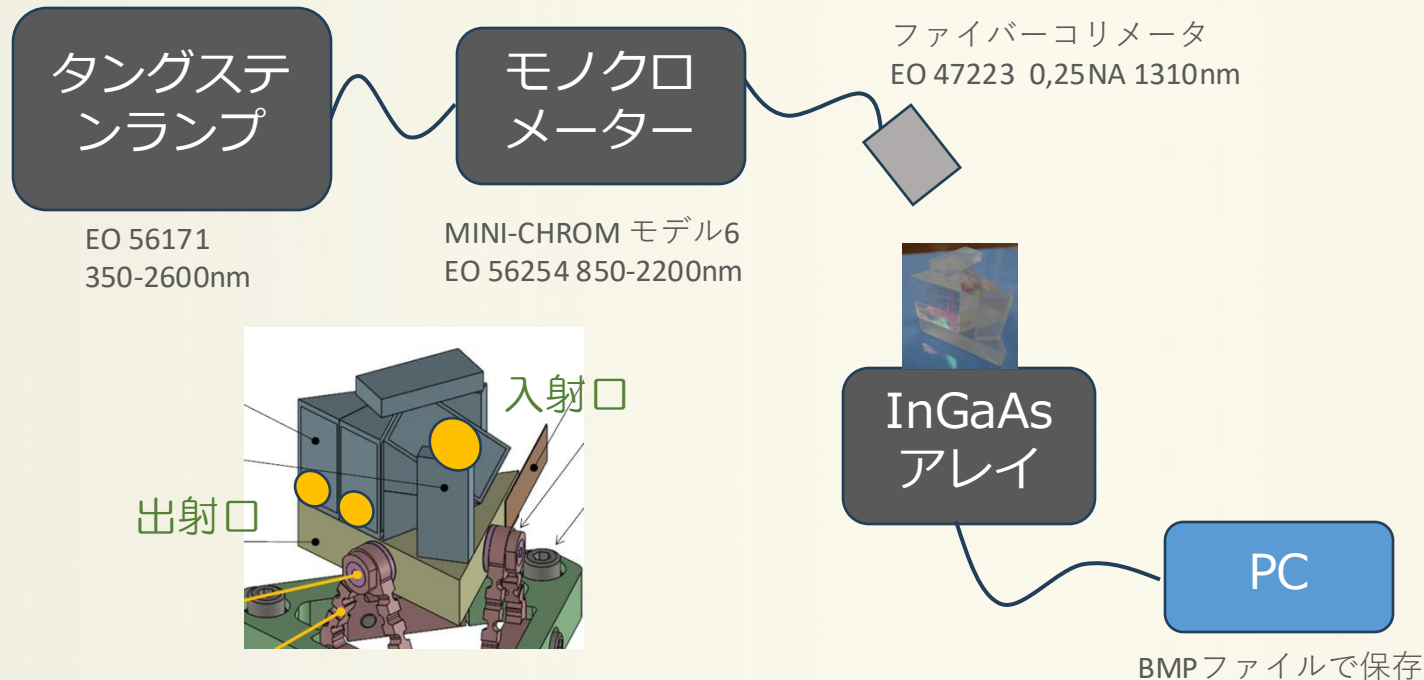 タングステ
ンランプ
EO 56171
350-2600nm
モノクロ
メーター
MINI-CHROM モデル6
EO 56254 850-2200nm
ファイバーコリメータ
EO 47223 0,25NA 1310nm
入射口
出射口
InGaAs
アレイ
PC
BMPファイルで保存